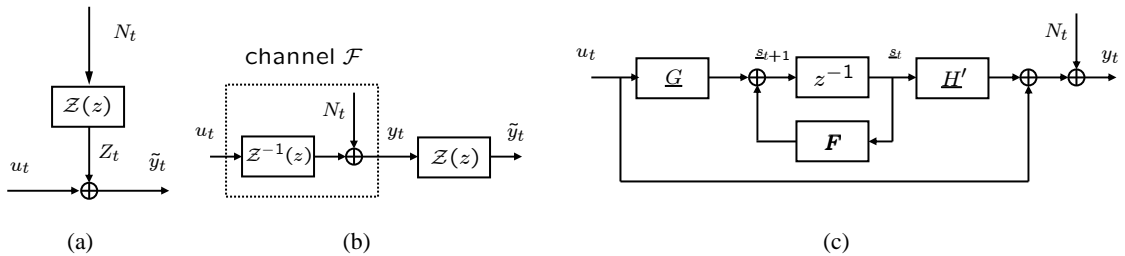 N_t
Z(z)
Z_t
u_t
ỹ_t
(a)
channel F
N_t
u_t
y_t
ỹ_t
Z⁻¹(z)
Z(z)
(b)
N_t
u_t
s_{t+1}
s_t
y_t
G
z⁻¹
H′
F
(c)